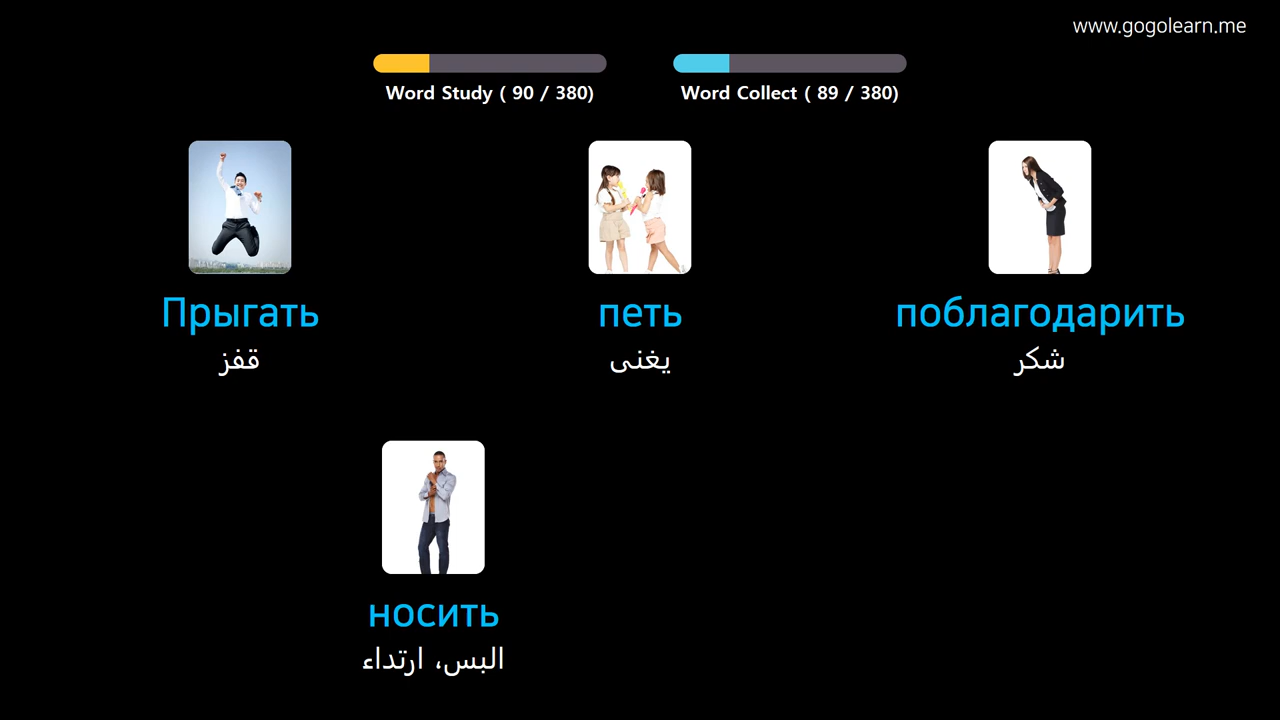 www.gogolearn.me
Word Study ( 90 / 380)
Word Collect ( 89 / 380)
Прыгать
петь
поблагодарить
قفز
يغنى
شكر
носить
البس، ارتداء